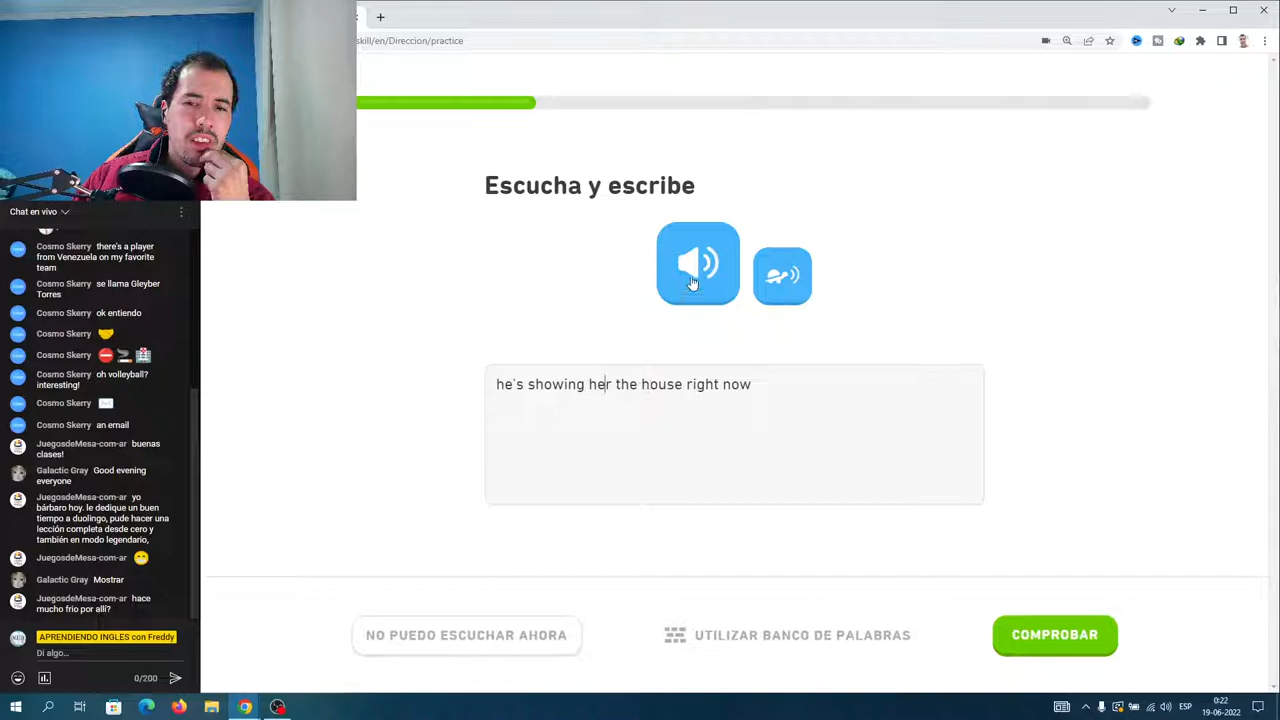 skill/en/Direccion/practice
Chat en vivo
Cosmo Skerry there's a player
from Venezuela on my favorite
team
Cosmo Skerry se llama Gleyber
Torres
Cosmo Skerry ok entiendo
Cosmo Skerry
Cosmo Skerry
Cosmo Skerry oh volleyball?
interesting!
Cosmo Skerry
Cosmo Skerry an email
JuegosdeMesa-com-ar buenas
clases!
Galactic Gray Good evening
everyone
JuegosdeMesa-com-ar yo
bárbaro hoy. le dedique un buen
tiempo a duolingo, pude hacer una
lección completa desde cero y
también en modo legendario,
JuegosdeMesa-com-ar
Galactic Gray Mostrar
JuegosdeMesa-com-ar hace
mucho frio por allí?
APRENDIENDO INGLES con Freddy
Di algo...
0/200
Escucha y escribe
he's showing her the house right now
NO PUEDO ESCUCHAR AHORA
UTILIZAR BANCO DE PALABRAS
COMPROBAR
ESP
0:22
19-06-2022